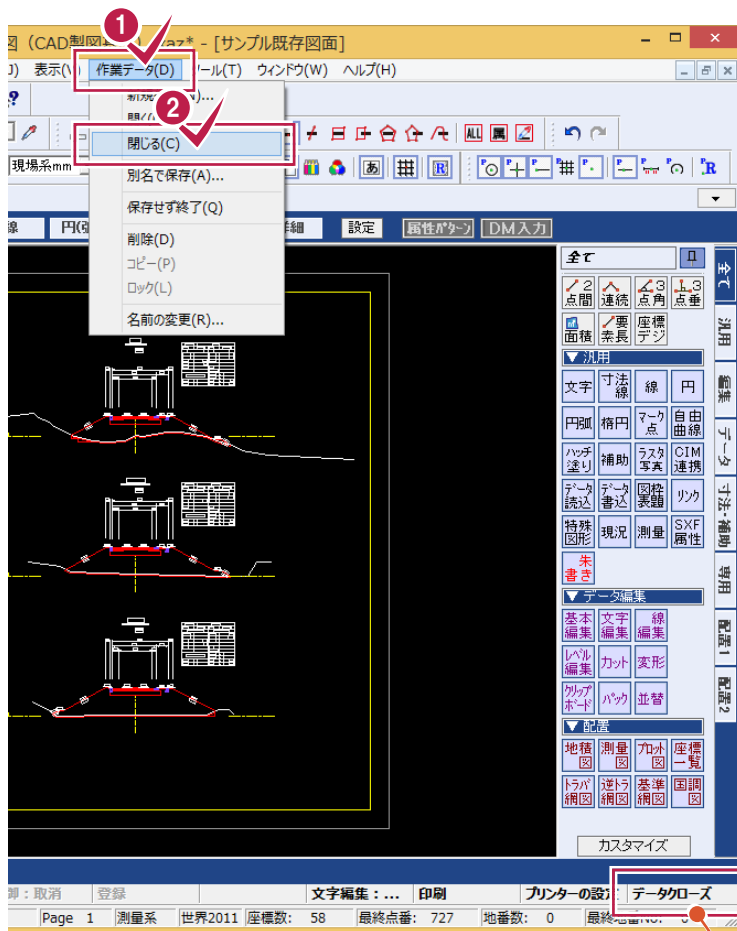 図（CAD製図
az* - [サンプル既存図面]
表示(V) 作業データ(D) ツール(T) ウィンドウ(W) ヘルプ(H)
1
2
閉じる(C)
別名で保存(A)...
保存せず終了(Q)
削除(D)
コピー(P)
ロック(L)
名前の変更(R)...
現場系mm
ALL
あ
R
線 設定 属性ﾊﾟﾀｰﾝ DM入力
全て
2点間 連続 3点角 3点垂
面積 要素長 座標デジ
▼ 汎用
文字 寸法線 線 円
円弧 楕円 マーク点 自由曲線
ハッチ塗り 補助 ラスタ写真 CIM連携
データ読込 データ書込 図枠表題 リンク
特殊図形 現況 測量 SXF属性
朱書き
▼ データ編集
基本編集 文字編集 線編集
レベル編集 カット 変形
クリップボード パック 並替
▼ 配置
地積図 測量図 プロット図 座標一覧
トラバ網図 逆トラ網図 基準網図 国調図
カスタマイズ
全て
汎用
編集
データ
寸法・補助
専用
配置1
配置2
御：取消 登録 文字編集：... 印刷 プリンターの設定 データクローズ
Page 1 測量系 世界2011 座標数: 58 最終点番: 727 地番数: 0 最終地番No.